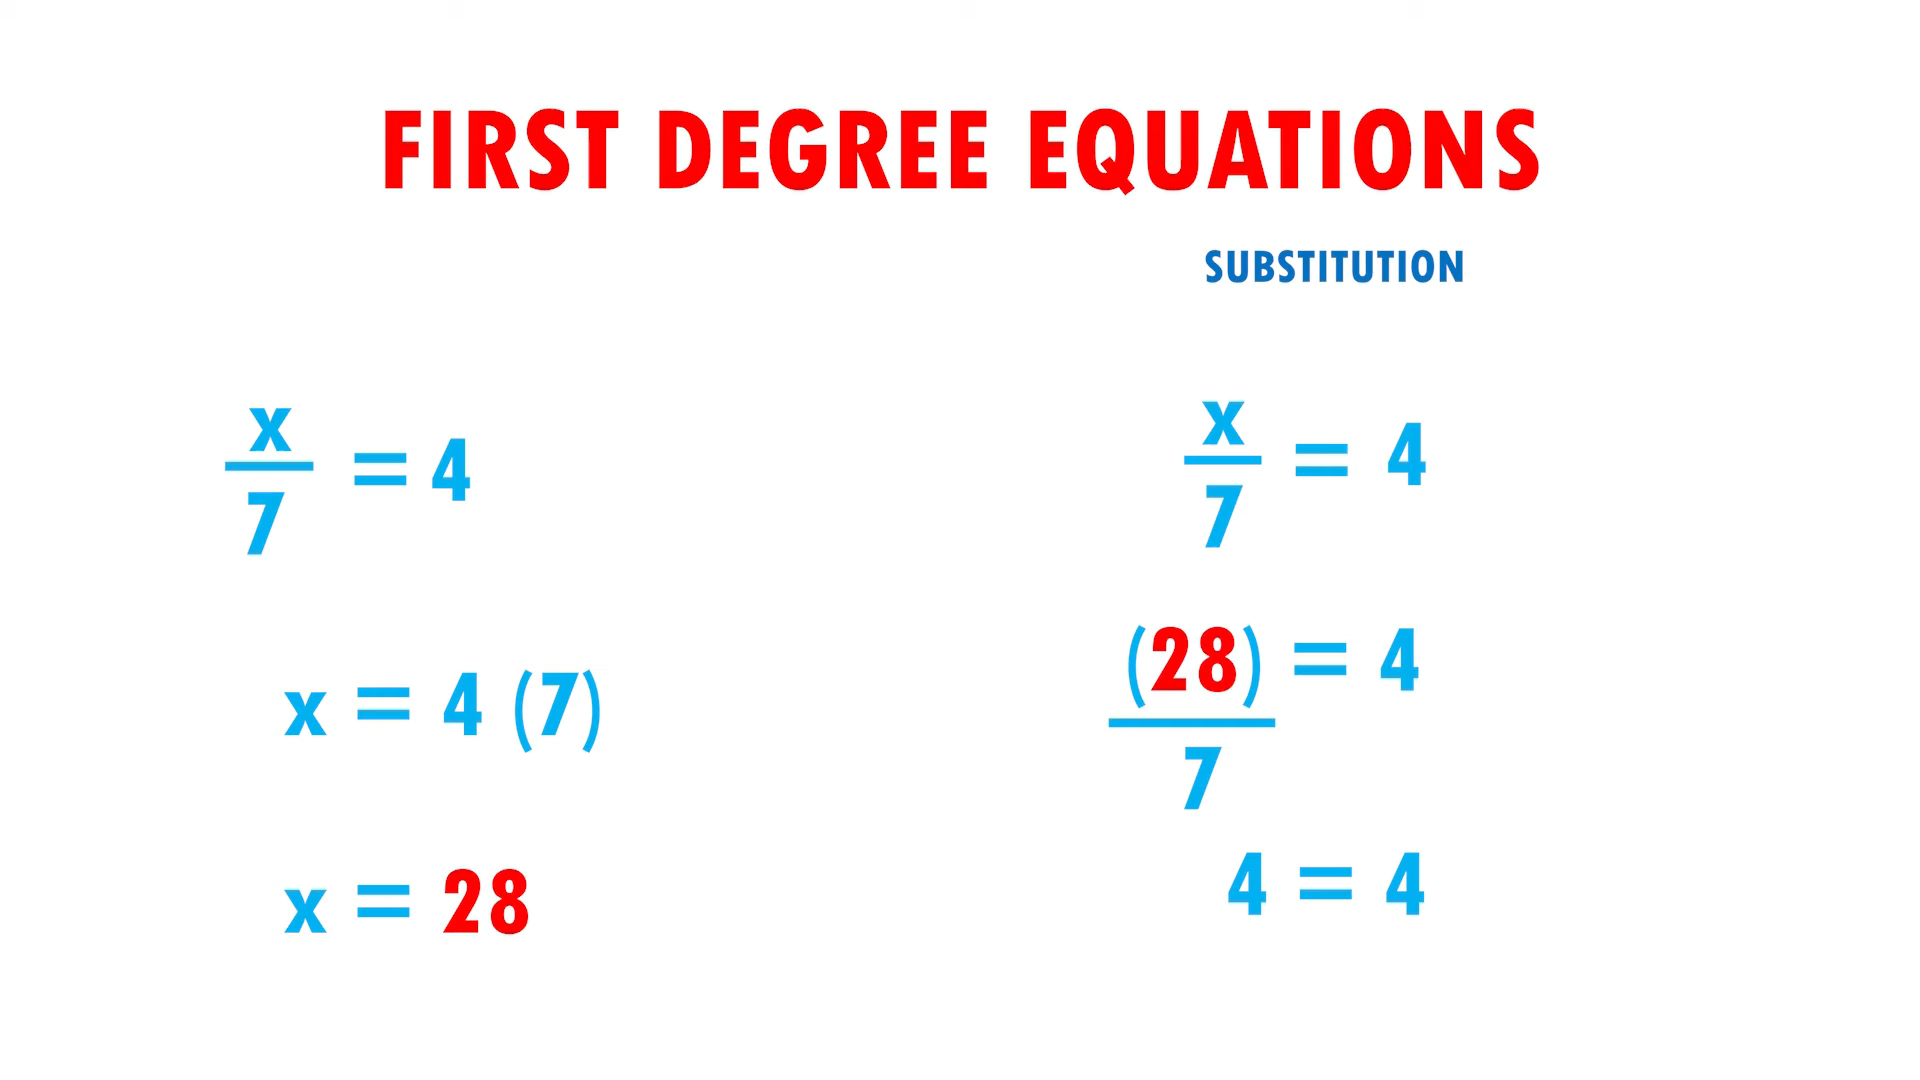 FIRST DEGREE EQUATIONS
SUBSTITUTION
x/7 = 4
x = 4 (7)
x = 28
x/7 = 4
(28)/7 = 4
4 = 4